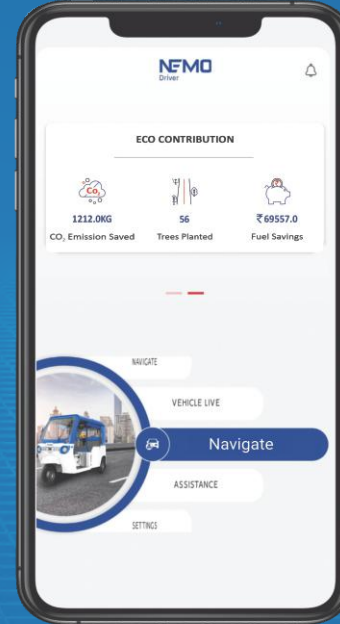 NEMO
Driver
ECO CONTRIBUTION
CO₂
1212.0KG
CO₂ Emission Saved
56
Trees Planted
₹69557.0
Fuel Savings
NAVIGATE
VEHICLE LIVE
Navigate
ASSISTANCE
SETTINGS